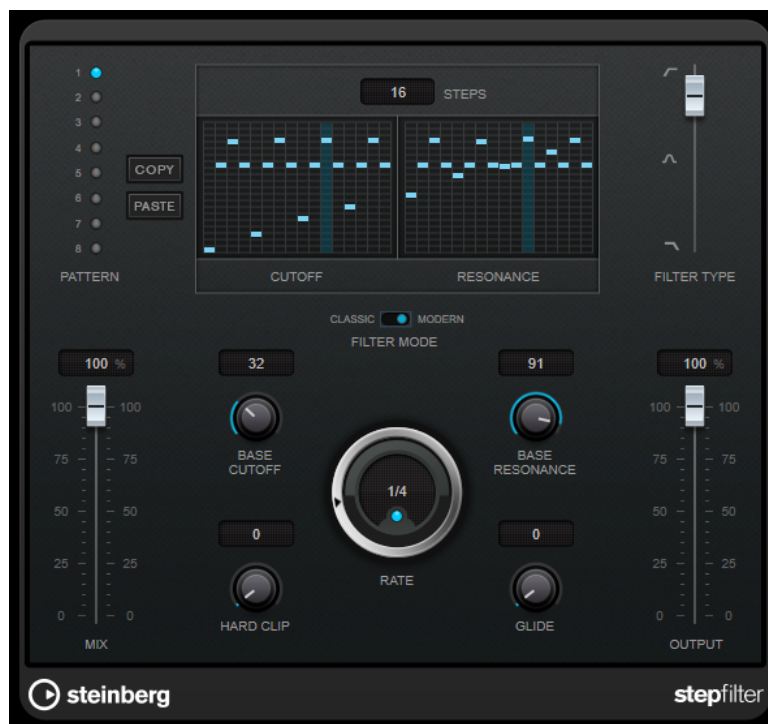 1
2
3
4
5
6
7
8
PATTERN
COPY
PASTE
16 STEPS
CUTOFF
RESONANCE
FILTER TYPE
CLASSIC MODERN
FILTER MODE
100 %
32
91
100 %
100 100
75 75
50 50
25 25
0 0
MIX
BASE
CUTOFF
BASE
RESONANCE
1/4
RATE
0
HARD CLIP
0
GLIDE
100 100
75 75
50 50
25 25
0 0
OUTPUT
steinberg
stepfilter